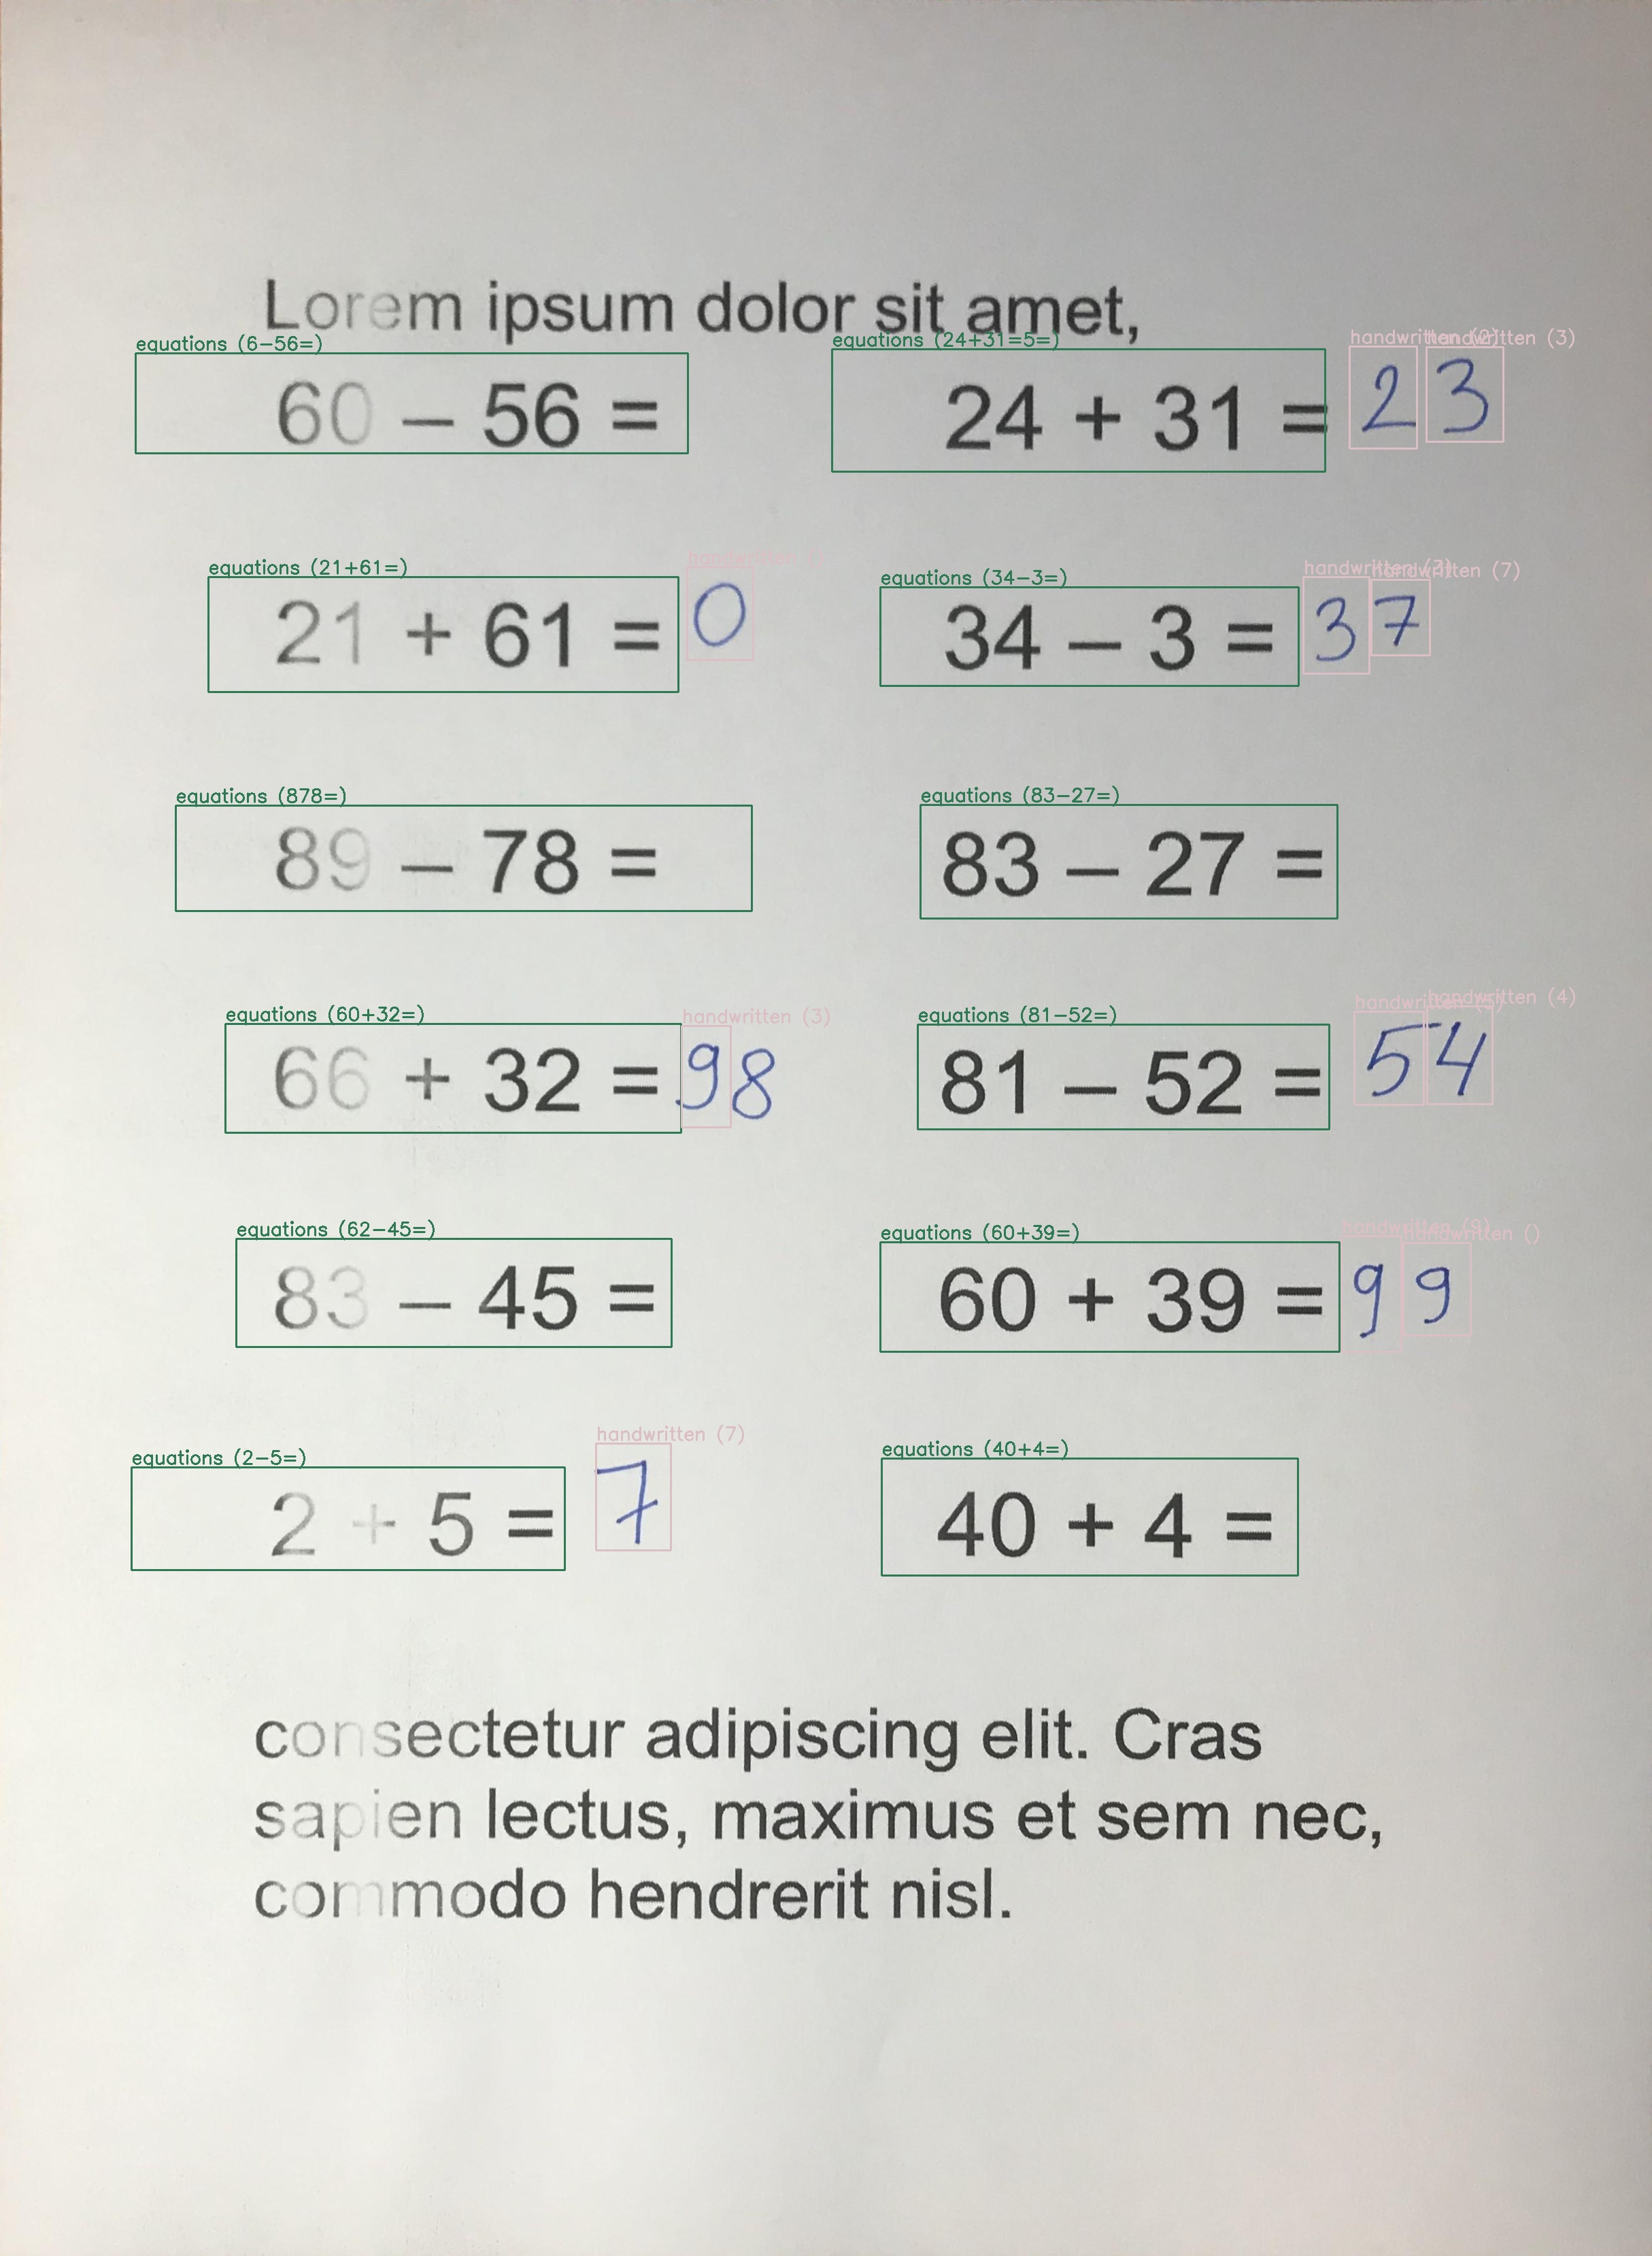 Lorem ipsum dolor sit amet,
equations (6-56=) equations (24+31=5=) handwritten (2) handwritten (3)
60 – 56 = 24 + 31 = 23
equations (21+61=) handwritten equations (34-3=) handwritten (3) handwritten (7)
21 + 61 = 0 34 – 3 = 37
equations (878=) equations (83-27=)
89 – 78 = 83 – 27 =
equations (60+32=) handwritten (3) equations (81-52=) handwritten (5) handwritten (4)
66 + 32 = 98 81 – 52 = 54
equations (62-45=) equations (60+39=) handwritten (9) handwritten ()
83 – 45 = 60 + 39 = 99
equations (2-5=) handwritten (7) equations (40+4=)
2 + 5 = 7 40 + 4 =
consectetur adipiscing elit. Cras
sapien lectus, maximus et sem nec,
commodo hendrerit nisl.